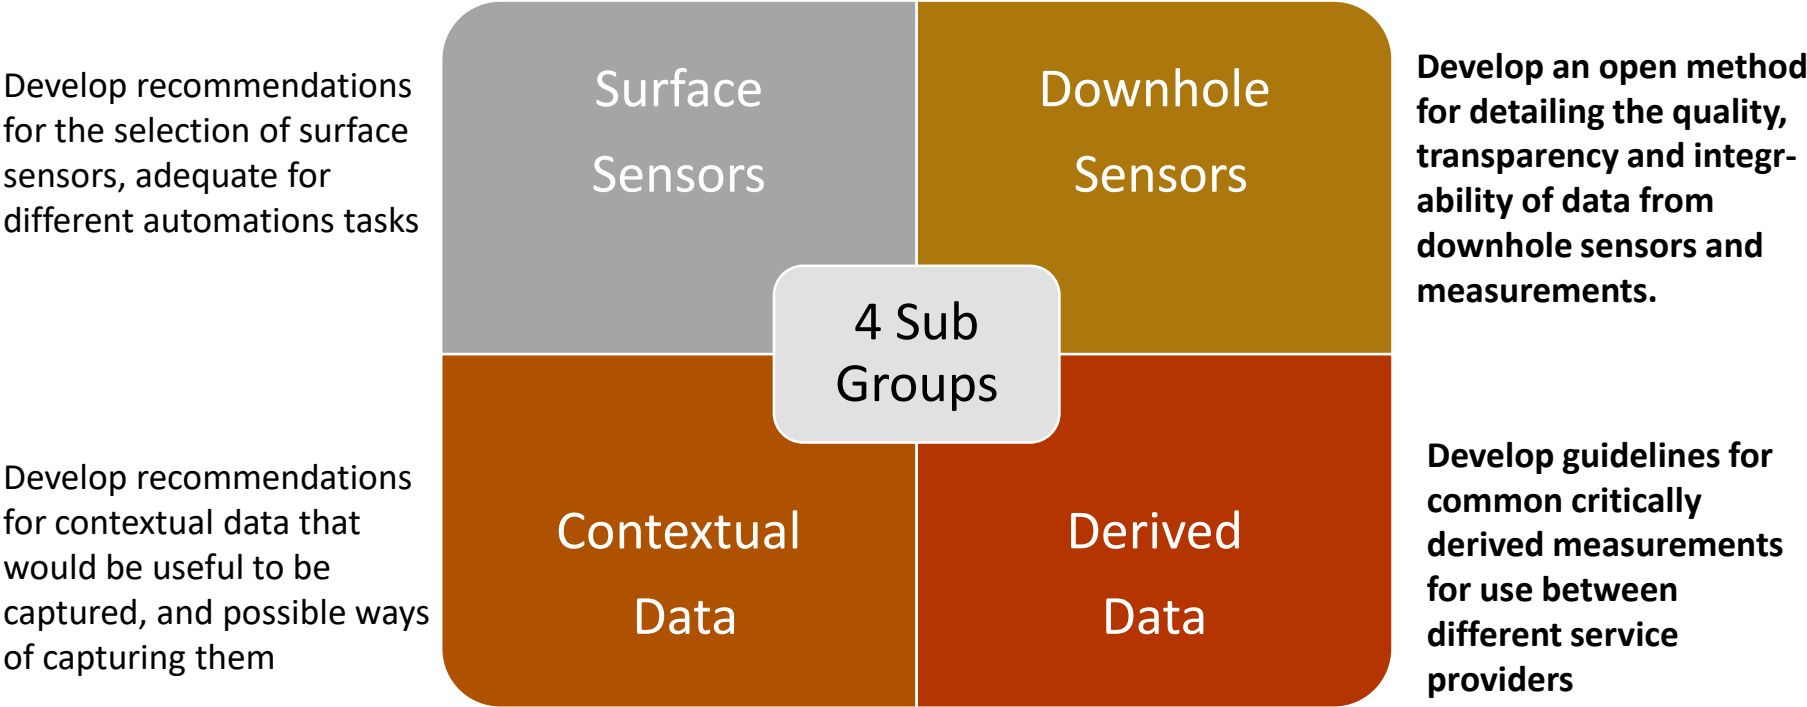 Develop recommendations
for the selection of surface
sensors, adequate for
different automations tasks
Surface
Sensors
Downhole
Sensors
Develop an open method
for detailing the quality,
transparency and integr-
ability of data from
downhole sensors and
measurements.
4 Sub
Groups
Develop recommendations
for contextual data that
would be useful to be
captured, and possible ways
of capturing them
Contextual
Data
Derived
Data
Develop guidelines for
common critically
derived measurements
for use between
different service
providers